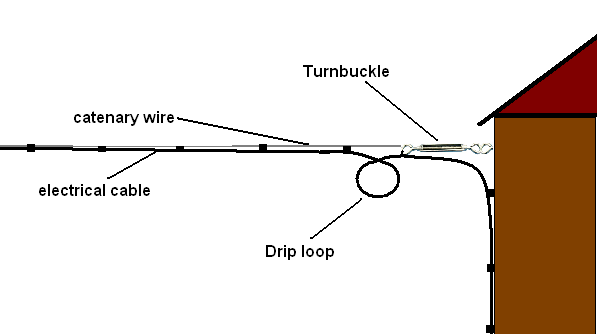 Turnbuckle
catenary wire
electrical cable
Drip loop